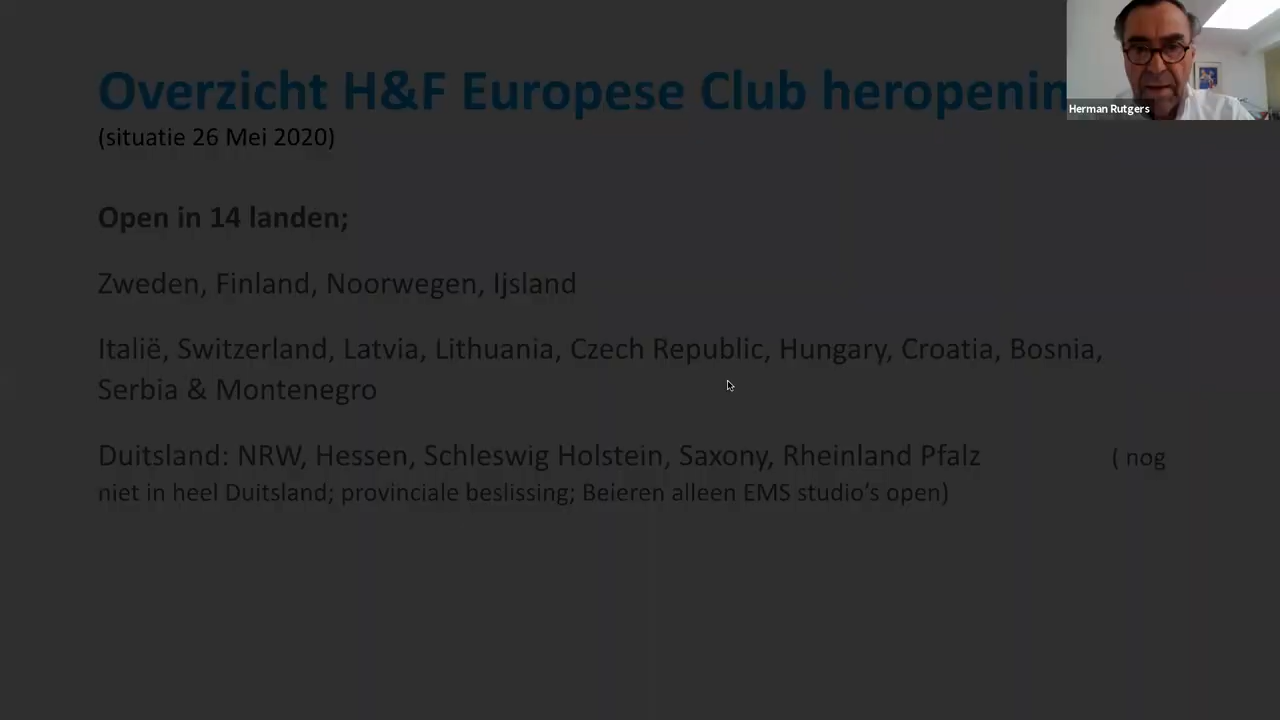 Overzicht H&F Europese Club heropenin
(situatie 26 Mei 2020)
Open in 14 landen;
Zweden, Finland, Noorwegen, Ijsland
Italië, Switzerland, Latvia, Lithuania, Czech Republic, Hungary, Croatia, Bosnia,
Serbia & Montenegro
Duitsland: NRW, Hessen, Schleswig Holstein, Saxony, Rheinland Pfalz ( nog
niet in heel Duitsland; provinciale beslissing; Beieren alleen EMS studio’s open)
Herman Rutgers